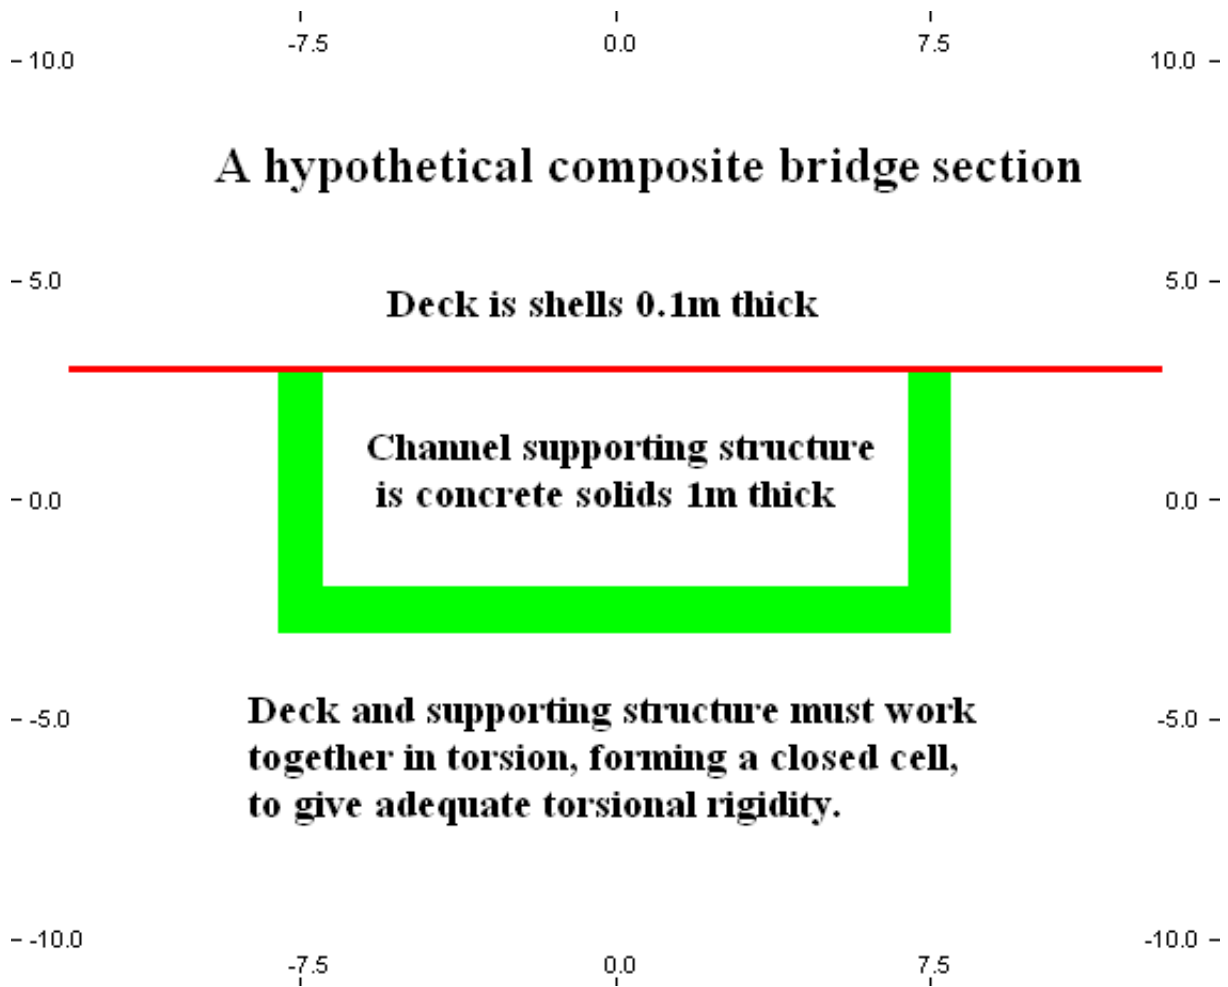 -7.5 0.0 7.5
10.0 10.0
A hypothetical composite bridge section
5.0 5.0
Deck is shells 0.1m thick
Channel supporting structure
is concrete solids 1m thick
0.0 0.0
Deck and supporting structure must work
-5.0 -5.0
together in torsion, forming a closed cell,
to give adequate torsional rigidity.
-10.0 -10.0
-7.5 0.0 7.5